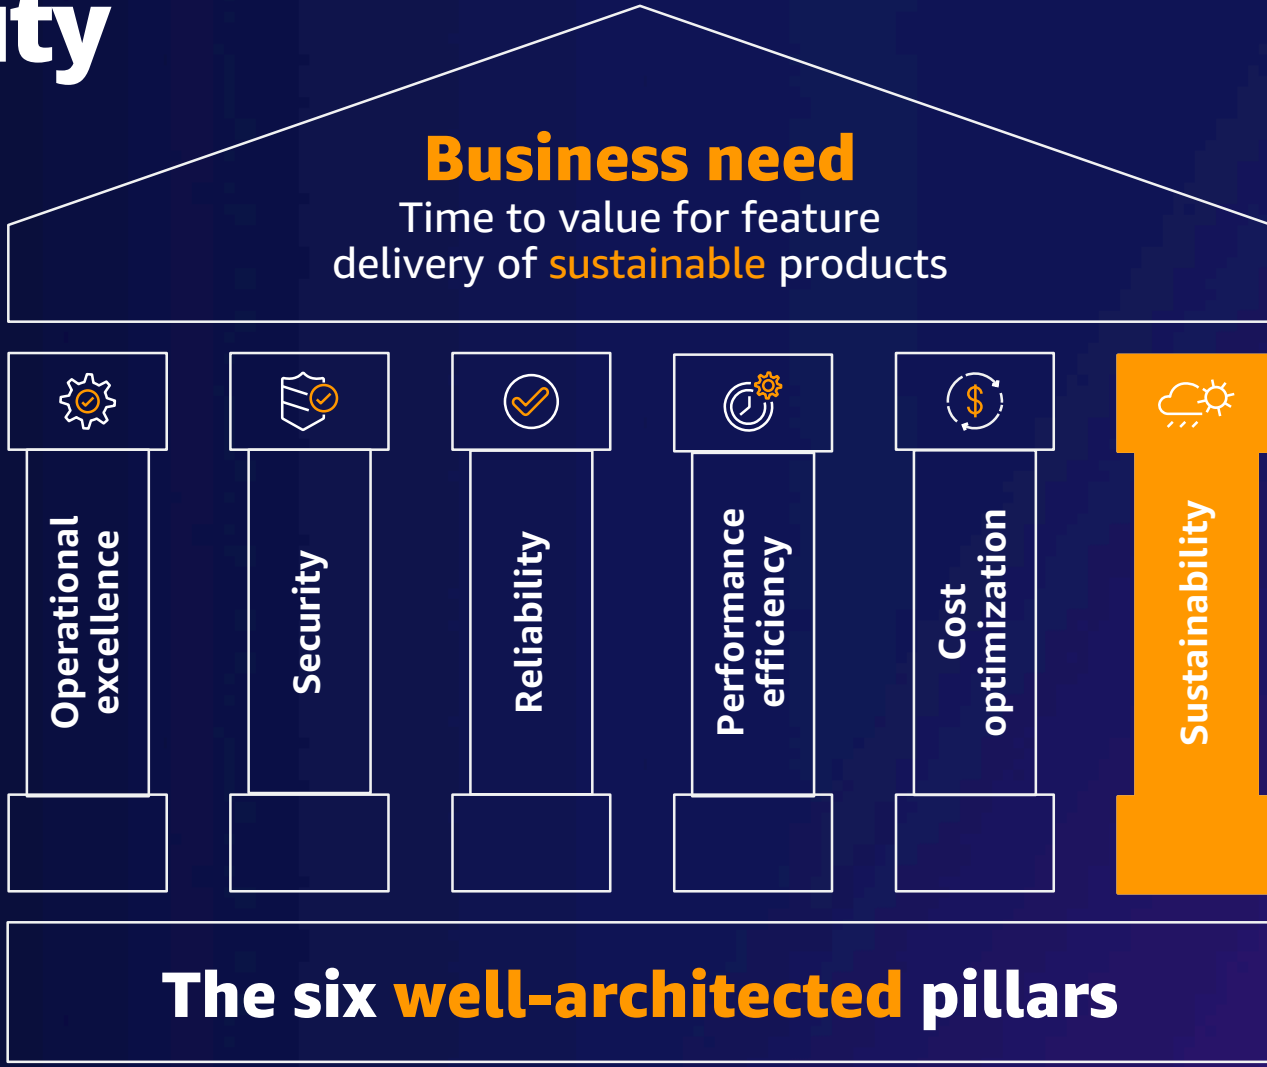 ity
Business need
Time to value for feature
delivery of sustainable products
Operational
excellence
Security
Reliability
Performance
efficiency
$
Cost
optimization
Sustainability
The six well-architected pillars